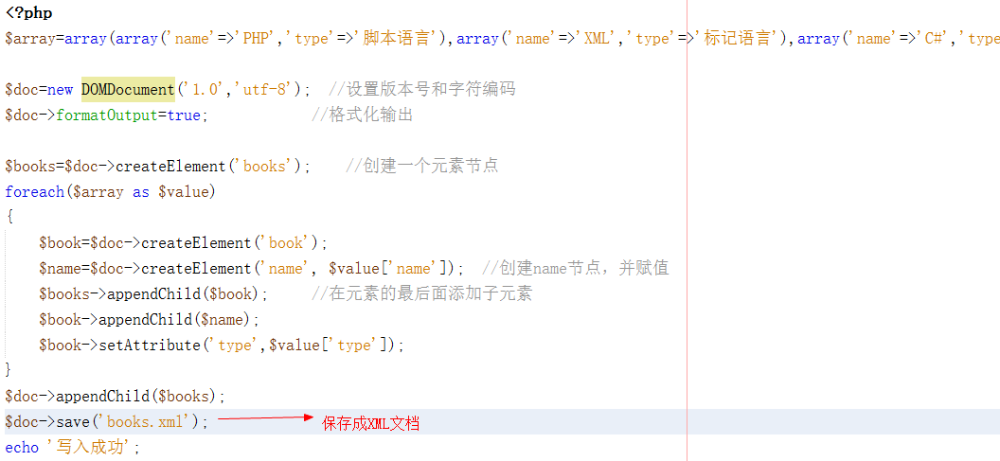 <?php
$array=array(array('name'=>'PHP','type'=>'脚本语言'),array('name'=>'XML','type'=>'标记语言'),array('name'=>'C#','type
$doc=new DOMDocument('1.0','utf-8');  //设置版本号和字符编码
$doc->formatOutput=true;            //格式化输出
$books=$doc->createElement('books');    //创建一个元素节点
foreach($array as $value)
{
    $book=$doc->createElement('book');
    $name=$doc->createElement('name', $value['name']);  //创建name节点，并赋值
    $books->appendChild($book);     //在元素的最后面添加子元素
    $book->appendChild($name);
    $book->setAttribute('type',$value['type']);
}
$doc->appendChild($books);
$doc->save('books.xml'); 保存成XML文档
echo '写入成功';